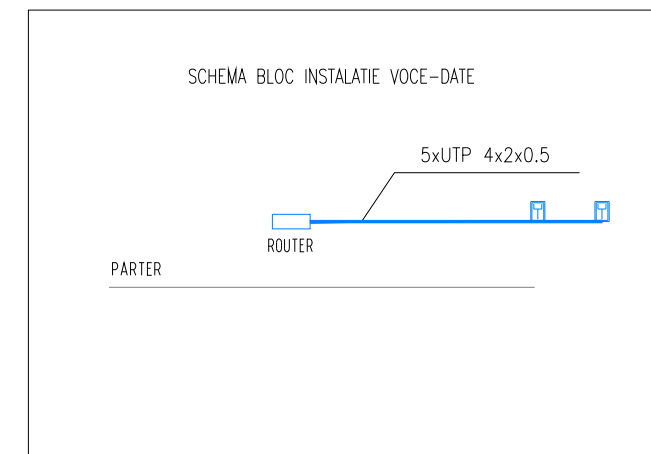 SCHEMA BLOC INSTALATIE VOCE-DATE
5xUTP 4x2x0.5
ROUTER
PARTER